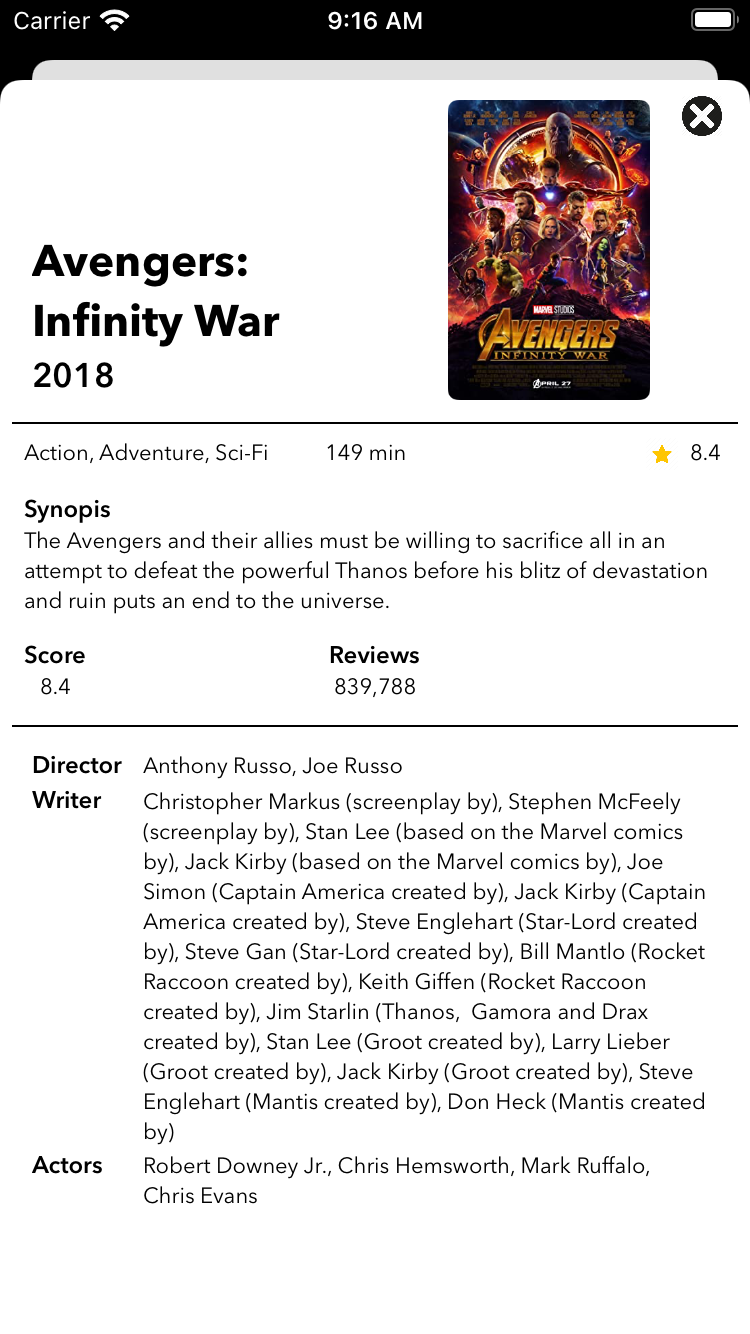 Carrier 9:16 AM
MARVEL STUDIOS
AVENGERS
INFINITY WAR
APRIL 27
Avengers:
Infinity War
2018
Action, Adventure, Sci-Fi 149 min 8.4
Synopis
The Avengers and their allies must be willing to sacrifice all in an
attempt to defeat the powerful Thanos before his blitz of devastation
and ruin puts an end to the universe.
Score Reviews
8.4 839,788
Director Anthony Russo, Joe Russo
Writer Christopher Markus (screenplay by), Stephen McFeely
(screenplay by), Stan Lee (based on the Marvel comics
by), Jack Kirby (based on the Marvel comics by), Joe
Simon (Captain America created by), Jack Kirby (Captain
America created by), Steve Englehart (Star-Lord created
by), Steve Gan (Star-Lord created by), Bill Mantlo (Rocket
Raccoon created by), Keith Giffen (Rocket Raccoon
created by), Jim Starlin (Thanos,  Gamora and Drax
created by), Stan Lee (Groot created by), Larry Lieber
(Groot created by), Jack Kirby (Groot created by), Steve
Englehart (Mantis created by), Don Heck (Mantis created
by)
Actors Robert Downey Jr., Chris Hemsworth, Mark Ruffalo,
Chris Evans